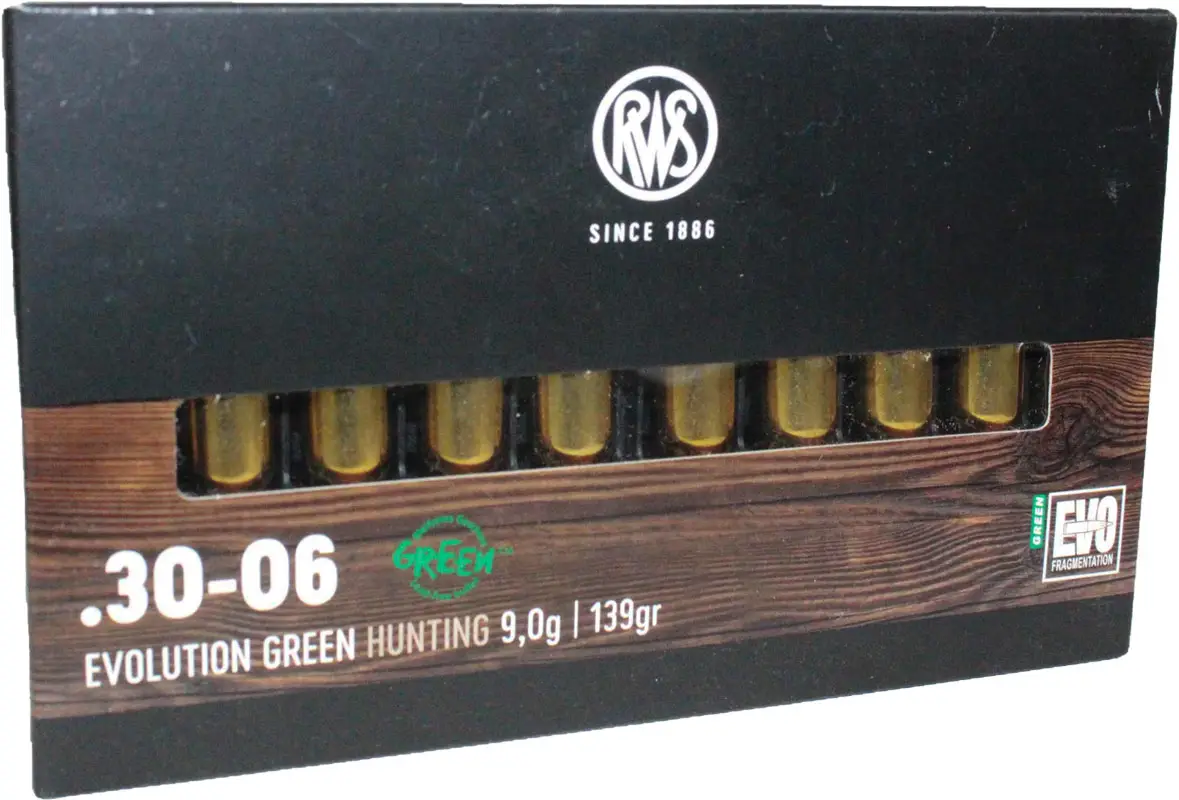 RWS
SINCE 1886
.30-06
GREEN
EVOLUTION GREEN HUNTING 9,0g | 139gr
GREEN
EVO
FRAGMENTATION